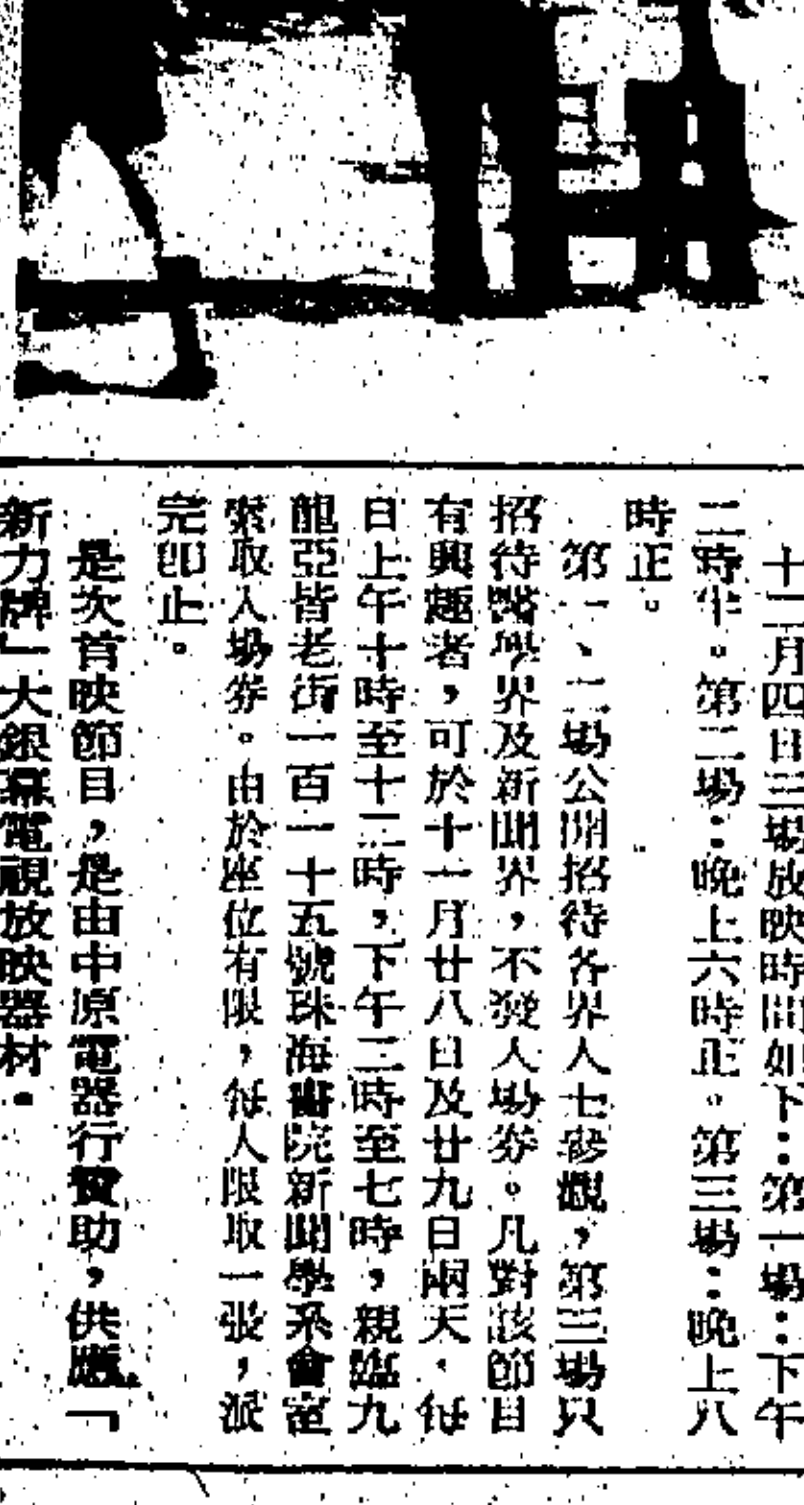 十二月四日三場放映時間如下：第一場：下午
二時半。第二場：晚上六時正。第三場：晚上八
時正。
第一、二場公開招待各界人士參觀，第三場只
招待醫學界及新聞界，不發入場券。凡對該節目
有興趣者，可於十一月廿八日及廿九日兩天，每
日上午十時至十二時，下午二時至七時，親臨九
龍亞皆老街一百一十五號珠海書院新聞學系會室
索取入場券。由於座位有限，每人限取一張，派
完即止。
是次首映節目，是由中原電器行贊助，供應「
新力牌」大銀幕電視放映器材。